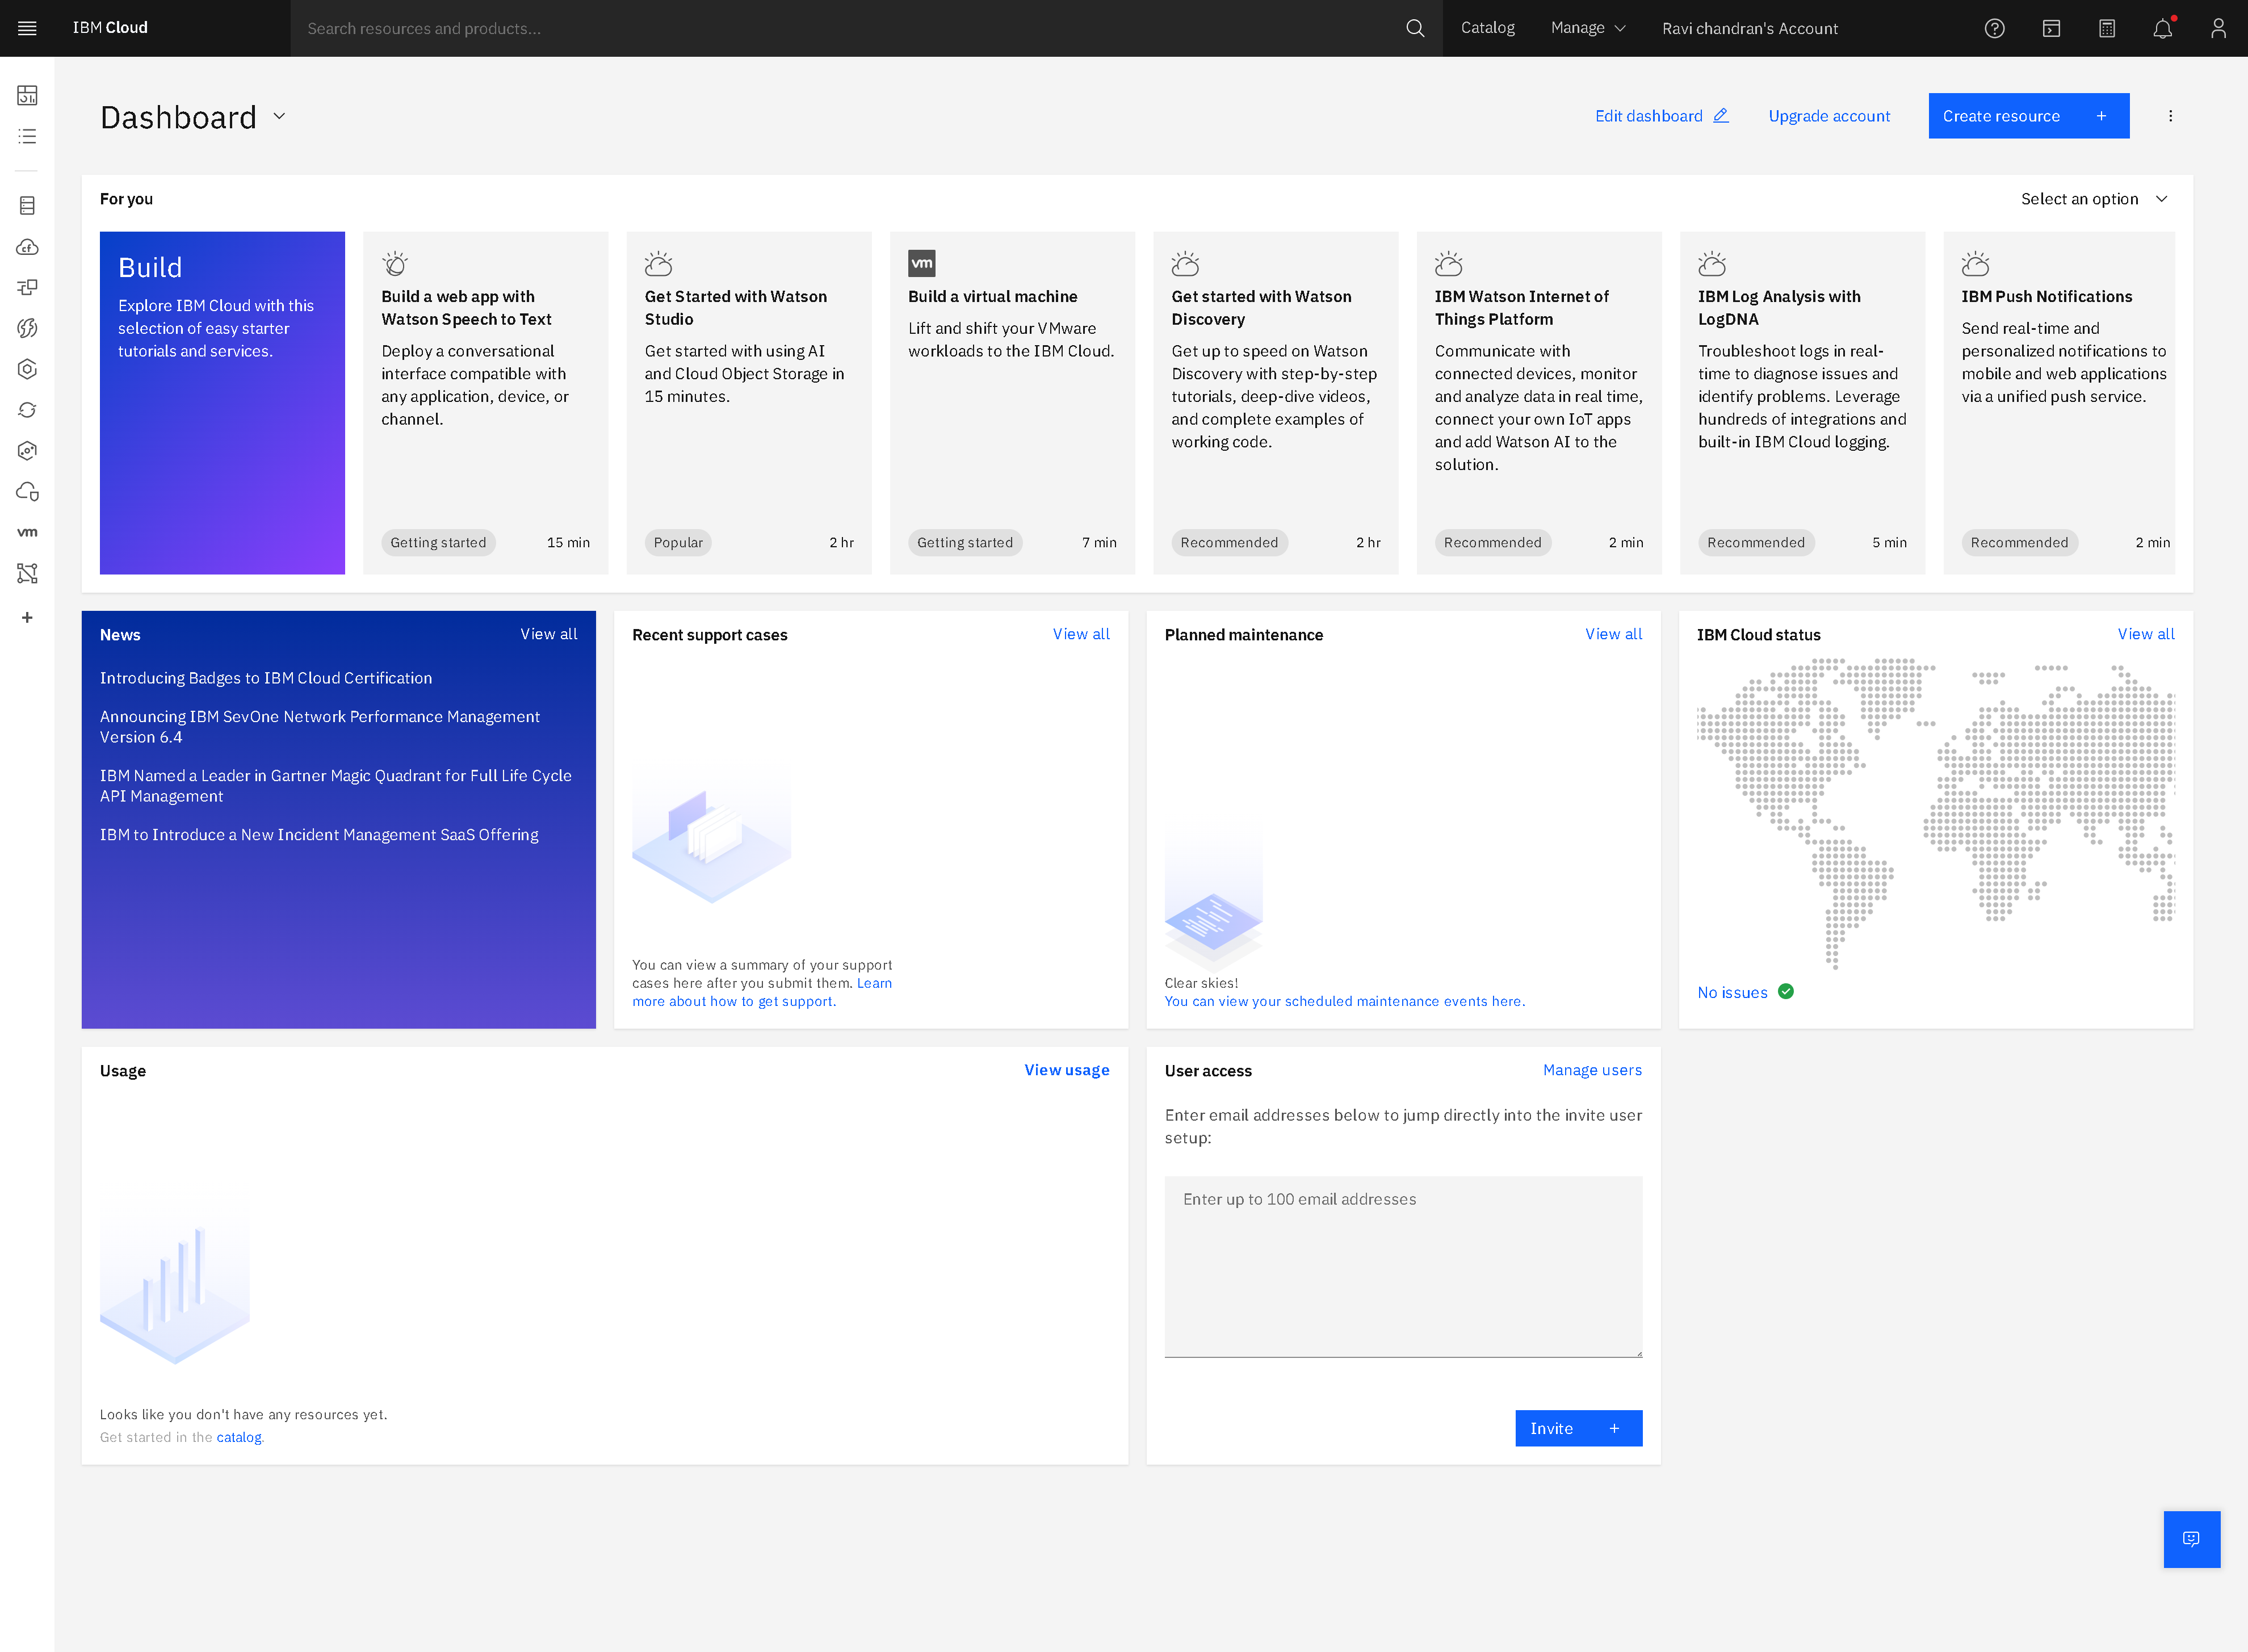 IBM Cloud
Search resources and products...
Catalog
Manage
Ravi chandran's Account
Dashboard
Edit dashboard
Upgrade account
Create resource +
For you
Select an option
Build
Explore IBM Cloud with this
selection of easy starter
tutorials and services.
Build a web app with
Watson Speech to Text
Deploy a conversational
interface compatible with
any application, device, or
channel.
Getting started
15 min
Get Started with Watson
Studio
Get started with using AI
and Cloud Object Storage in
15 minutes.
Popular
2 hr
vm
Build a virtual machine
Lift and shift your VMware
workloads to the IBM Cloud.
Getting started
7 min
Get started with Watson
Discovery
Get up to speed on Watson
Discovery with step-by-step
tutorials, deep-dive videos,
and complete examples of
working code.
Recommended
2 hr
IBM Watson Internet of
Things Platform
Communicate with
connected devices, monitor
and analyze data in real time,
connect your own IoT apps
and add Watson AI to the
solution.
Recommended
2 min
IBM Log Analysis with
LogDNA
Troubleshoot logs in real-
time to diagnose issues and
identify problems. Leverage
hundreds of integrations and
built-in IBM Cloud logging.
Recommended
5 min
IBM Push Notifications
Send real-time and
personalized notifications to
mobile and web applications
via a unified push service.
Recommended
2 min
cf
vm
News
View all
Introducing Badges to IBM Cloud Certification
Announcing IBM SevOne Network Performance Management
Version 6.4
IBM Named a Leader in Gartner Magic Quadrant for Full Life Cycle
API Management
IBM to Introduce a New Incident Management SaaS Offering
Recent support cases
View all
You can view a summary of your support
cases here after you submit them. Learn
more about how to get support.
Planned maintenance
View all
Clear skies!
You can view your scheduled maintenance events here.
IBM Cloud status
View all
No issues
Usage
View usage
Looks like you don't have any resources yet.
Get started in the catalog.
User access
Manage users
Enter email addresses below to jump directly into the invite user
setup:
Enter up to 100 email addresses
Invite +